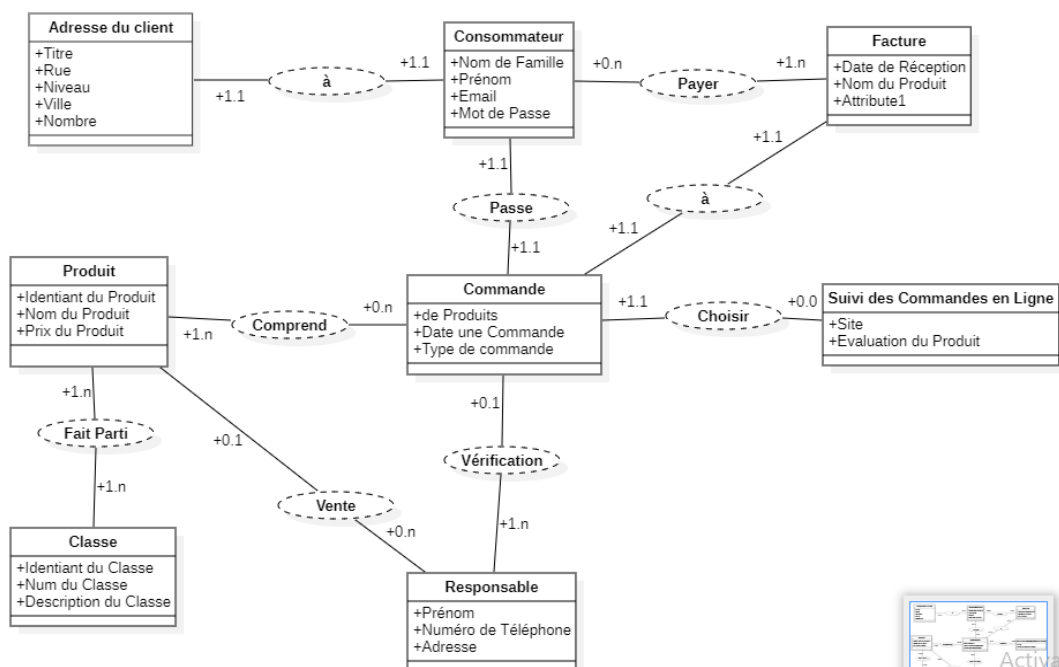 Adresse du client
+Titre
+Rue
+Niveau
+Ville
+Nombre
+1.1
à
+1.1
Consommateur
+Nom de Famille
+Prénom
+Email
+Mot de Passe
+0.n
Payer
+1.n
Facture
+Date de Réception
+Nom du Produit
+Attribute1
+1.1
Passe
+1.1
+1.1
à
+1.1
Produit
+Identiant du Produit
+Nom du Produit
+Prix du Produit
+1.n
Comprend
+0.n
Commande
+de Produits
+Date une Commande
+Type de commande
+1.1
Choisir
+0.0
Suivi des Commandes en Ligne
+Site
+Evaluation du Produit
+1.n
Fait Parti
+1.n
+0.1
Vente
+0.n
+0.1
Vérification
+1.n
Classe
+Identiant du Classe
+Num du Classe
+Description du Classe
Responsable
+Prénom
+Numéro de Téléphone
+Adresse
Activa